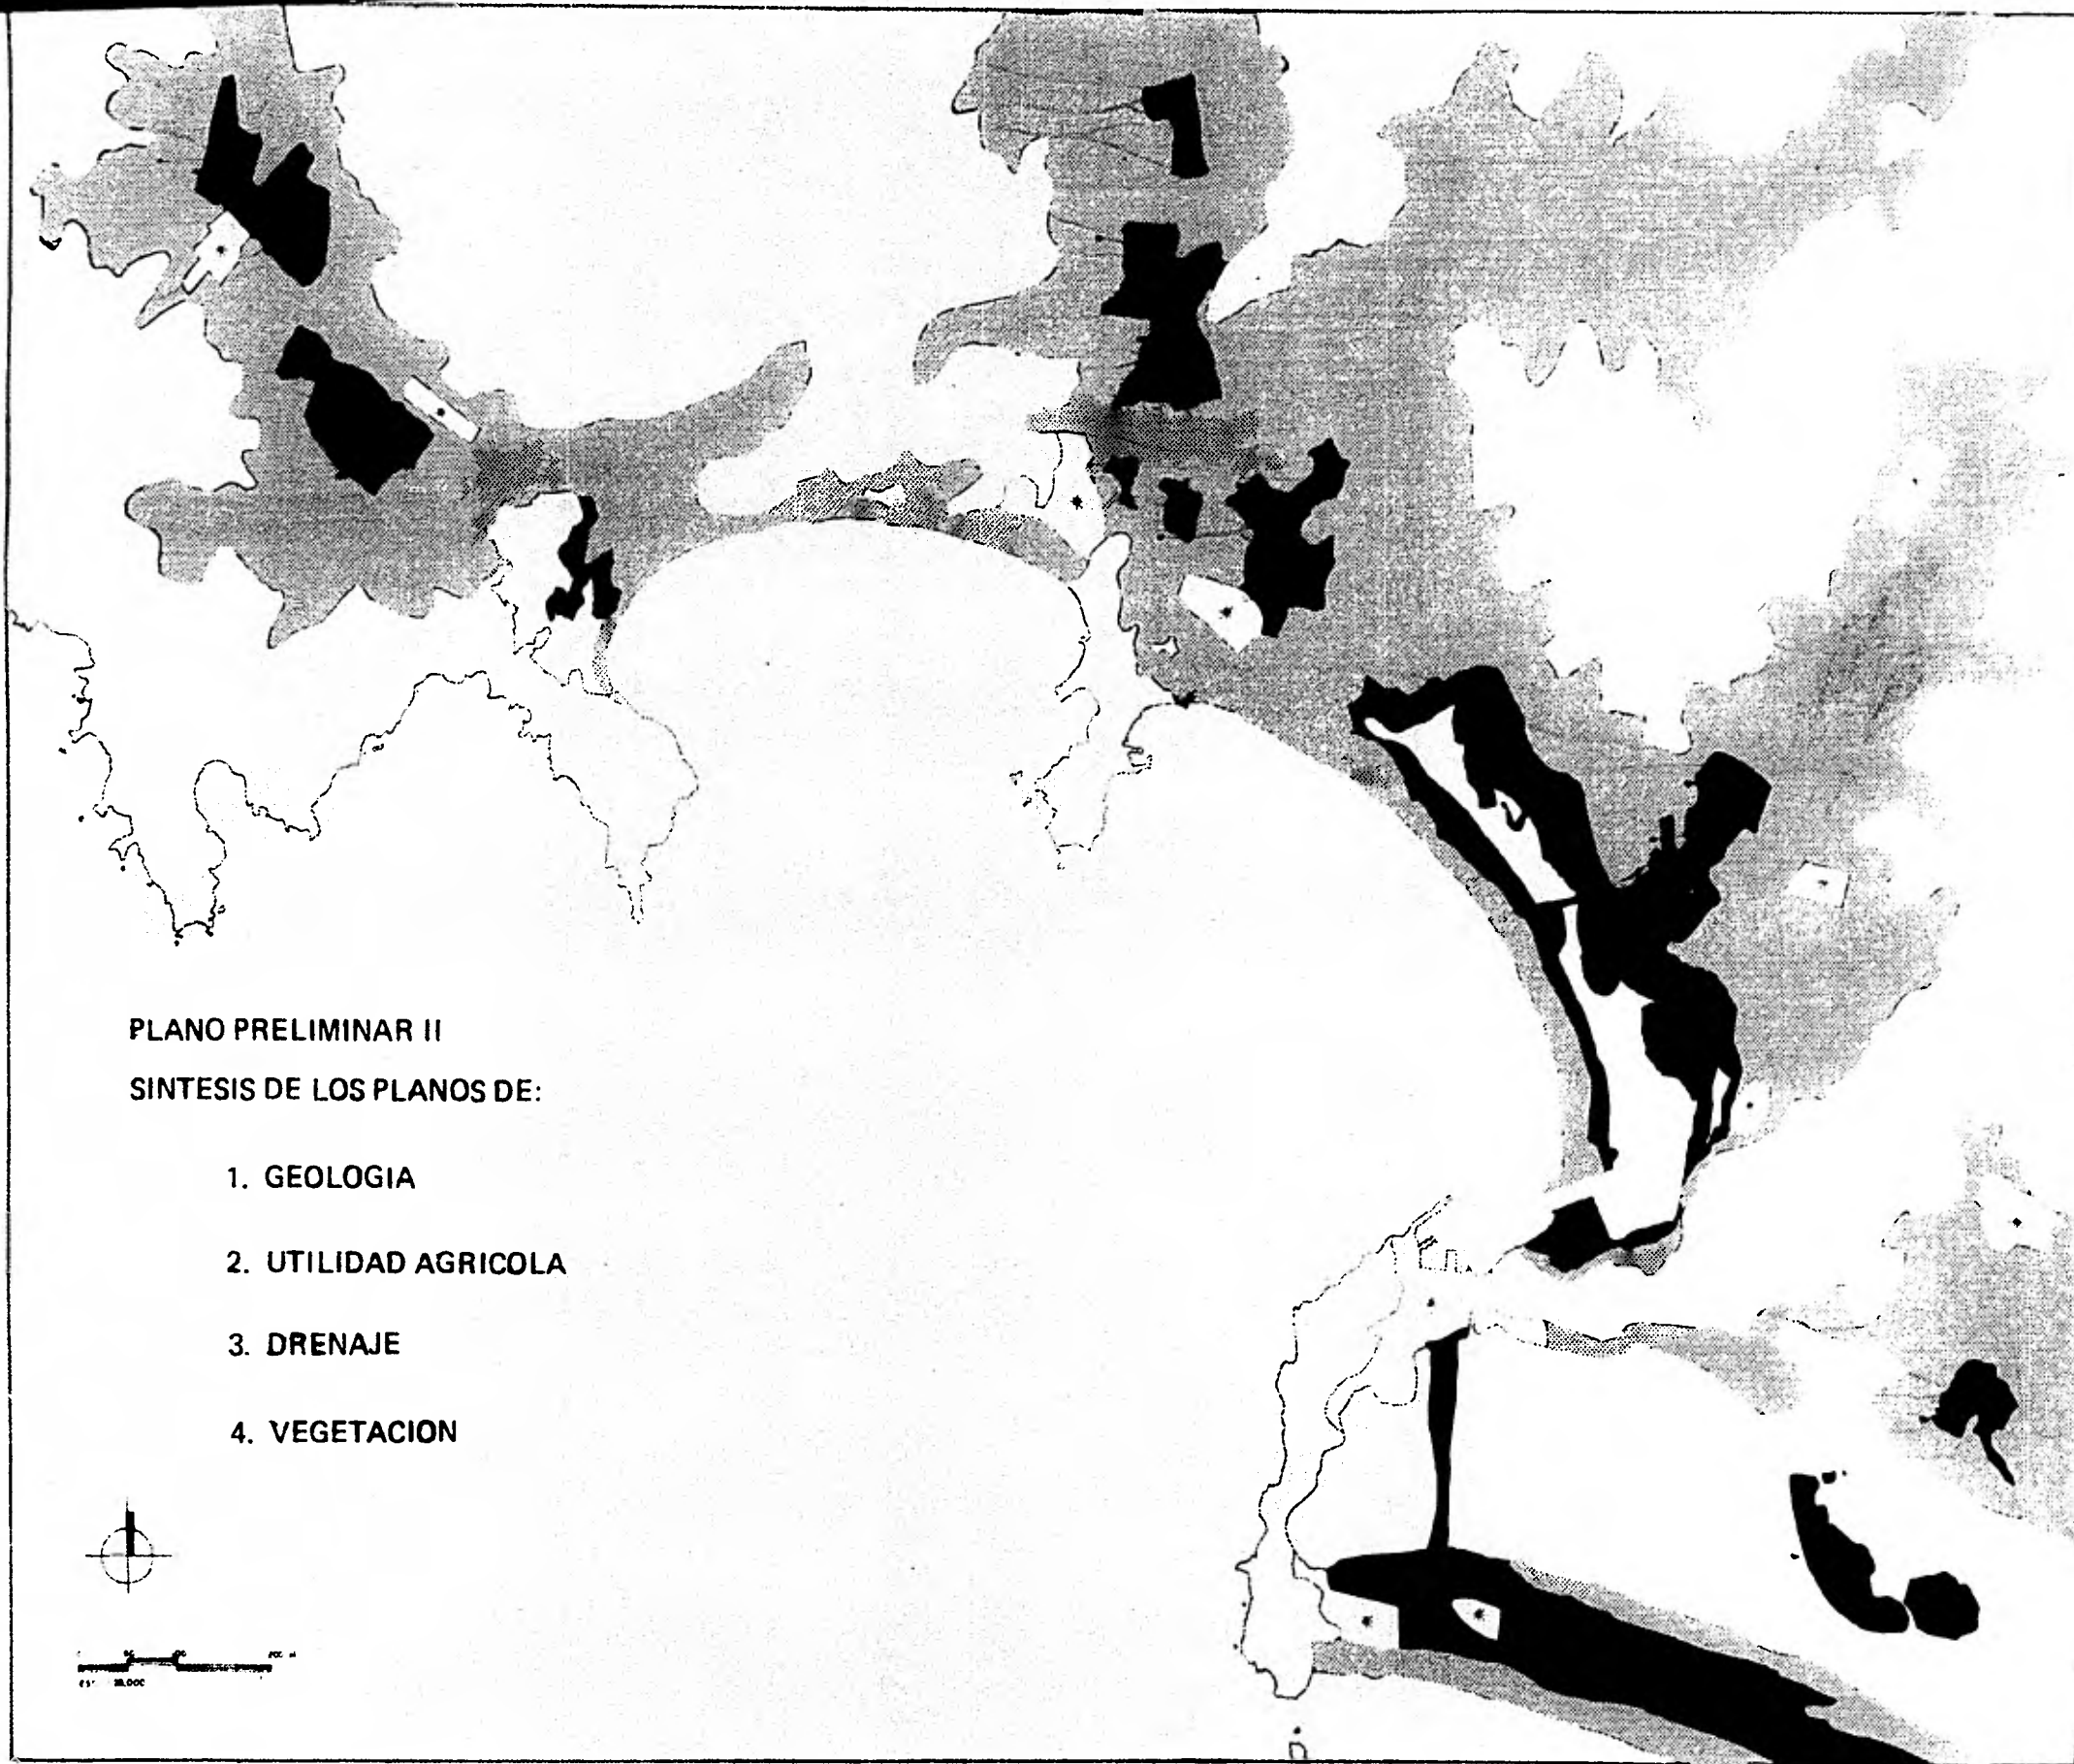 PLANO PRELIMINAR II
SINTESIS DE LOS PLANOS DE:
1. GEOLOGIA
2. UTILIDAD AGRICOLA
3. DRENAJE
4. VEGETACION